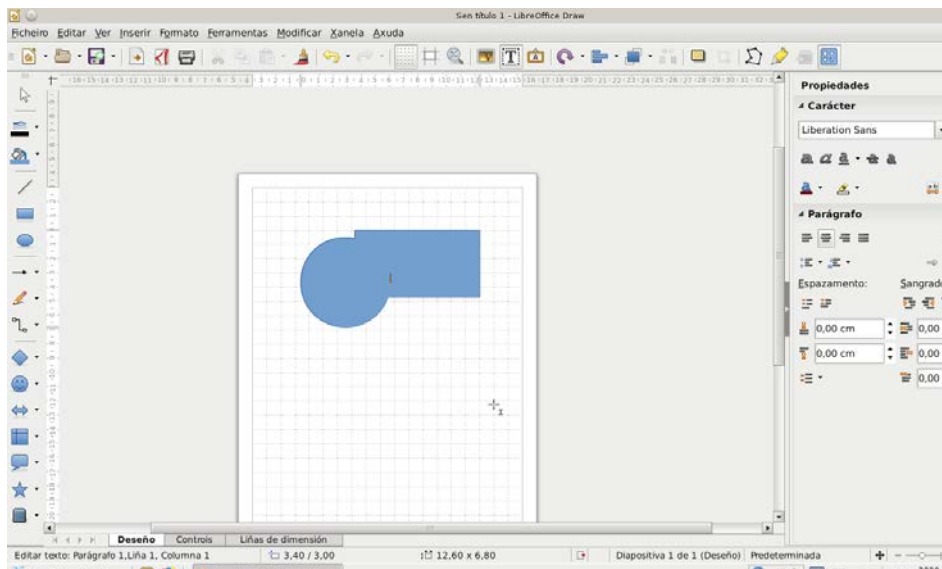 Sen título 1 - LibreOffice Draw
Ficheiro Editar Ver Inserir Formato Ferramentas Modificar Xanela Axuda
Propiedades
Carácter
Liberation Sans
Parágrafo
Espazamento: Sangrado
0,00 cm 0,00
0,00 cm 0,00
0,00
Deseño Controis Liñas de dimensión
Editar texto: Parágrafo 1,Liña 1, Columna 1 3,40 / 3,00 12,60 x 6,80 Diapositiva 1 de 1 (Deseño) Predeterminada